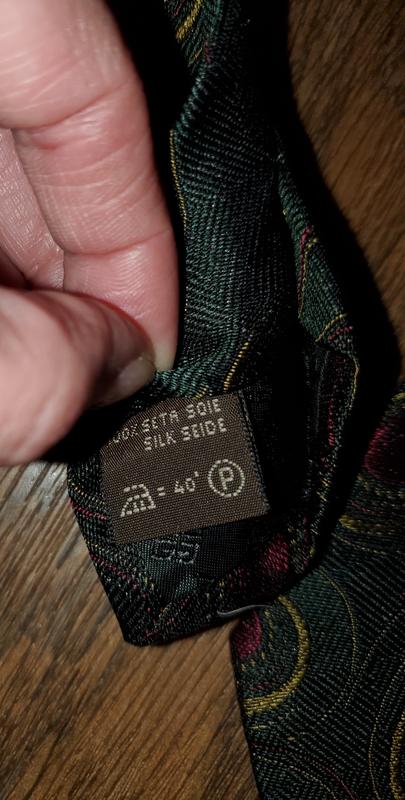 00% SETA SOIE
SILK SEIDE
= 40°
P